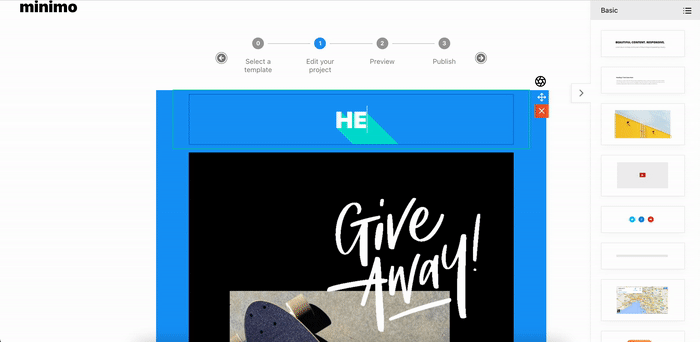 minimo
Basic
0
1
2
3
Select a
template
Edit your
project
Preview
Publish
BEAUTIFUL CONTENT. RESPONSIVE.
HE
Give
Away!